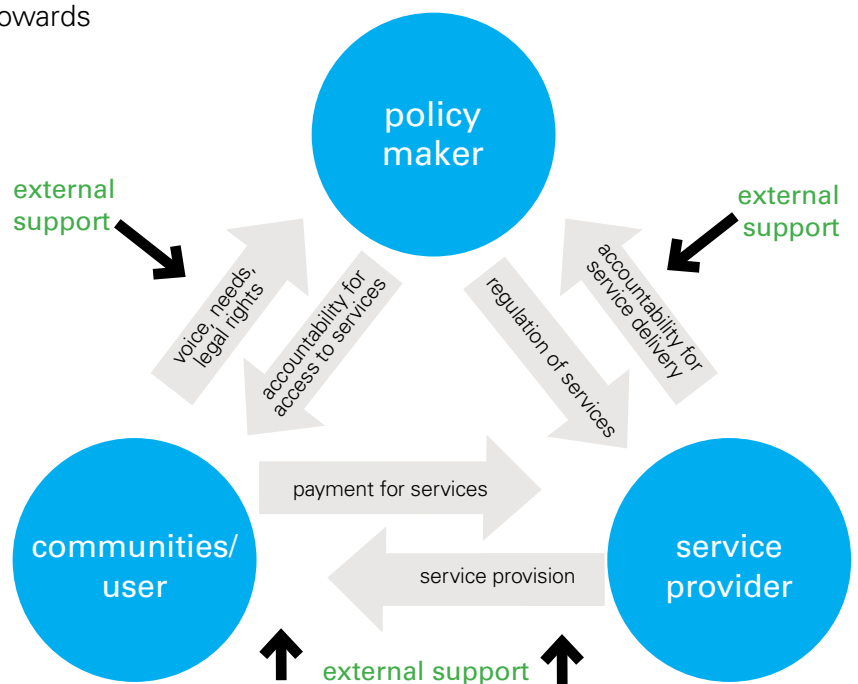 owards
policy
maker
external
support
external
support
voice, needs,
legal rights
accountability for
access to services
regulation of services
accountability for
service delivery
payment for services
communities/
user
service
provider
service provision
external support